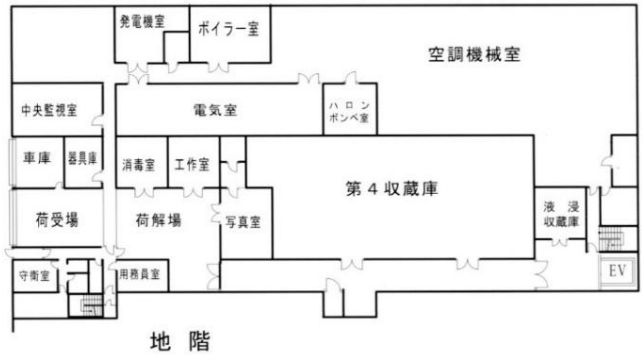 発電機室
ボイラー室
空調機械室
中央監視室
電気室
ハロン
ボンベ室
車庫
器具庫
消毒室
工作室
第4収蔵庫
荷受場
荷解場
写真室
液浸
収蔵庫
守衛室
用務員室
EV
地階